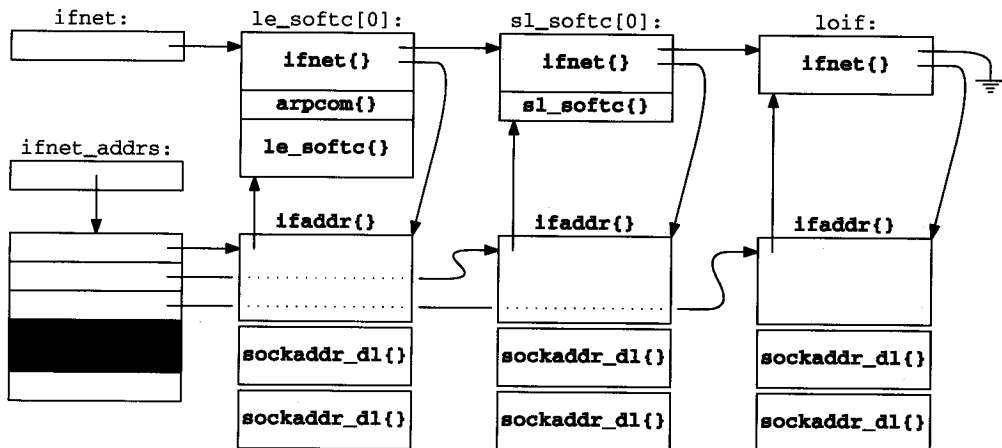 ifnet: le_softc[0]: sl_softc[0]: loif:
ifnet{} ifnet{} ifnet{}
arpcom{} sl_softc{}
le_softc{}
ifnet_addrs:
ifaddr{} ifaddr{} ifaddr{}
sockaddr_dl{} sockaddr_dl{} sockaddr_dl{}
sockaddr_dl{} sockaddr_dl{} sockaddr_dl{}